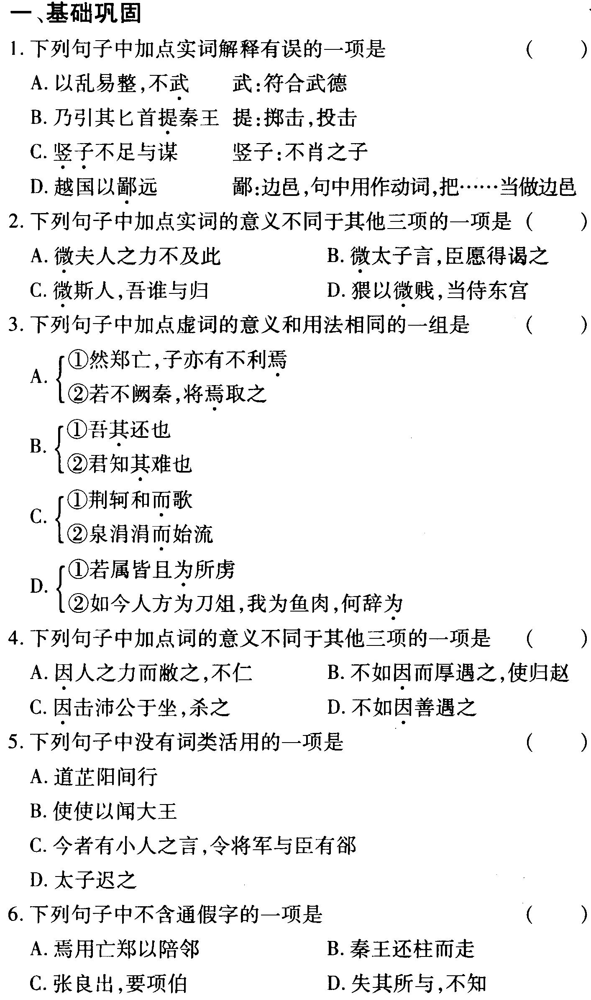 一、基础巩固
1. 下列句子中加点实词解释有误的一项是 ( )
A. 以乱易整,不武 武:符合武德
B. 乃引其匕首提秦王 提:掷击,投击
C. 竖子不足与谋 竖子:不肖之子
D. 越国以鄙远 鄙:边邑,句中用作动词,把……当做边邑
2. 下列句子中加点实词的意义不同于其他三项的一项是 ( )
A. 微夫人之力不及此 B. 微太子言,臣愿得谒之
C. 微斯人,吾谁与归 D. 猥以微贱,当侍东宫
3. 下列句子中加点虚词的意义和用法相同的一组是 ( )
A. ①然郑亡,子亦有不利焉
②若不阙秦,将焉取之
B. ①吾其还也
②君知其难也
C. ①荆轲和而歌
②泉涓涓而始流
D. ①若属皆且为所虏
②如今人方为刀俎,我为鱼肉,何辞为
4. 下列句子中加点词的意义不同于其他三项的一项是 ( )
A. 因人之力而敝之,不仁 B. 不如因而厚遇之,使归赵
C. 因击沛公于坐,杀之 D. 不如因善遇之
5. 下列句子中没有词类活用的一项是 ( )
A. 道芷阳间行
B. 使使以闻大王
C. 今者有小人之言,令将军与臣有郤
D. 太子迟之
6. 下列句子中不含通假字的一项是 ( )
A. 焉用亡郑以陪邻 B. 秦王还柱而走
C. 张良出,要项伯 D. 失其所与,不知